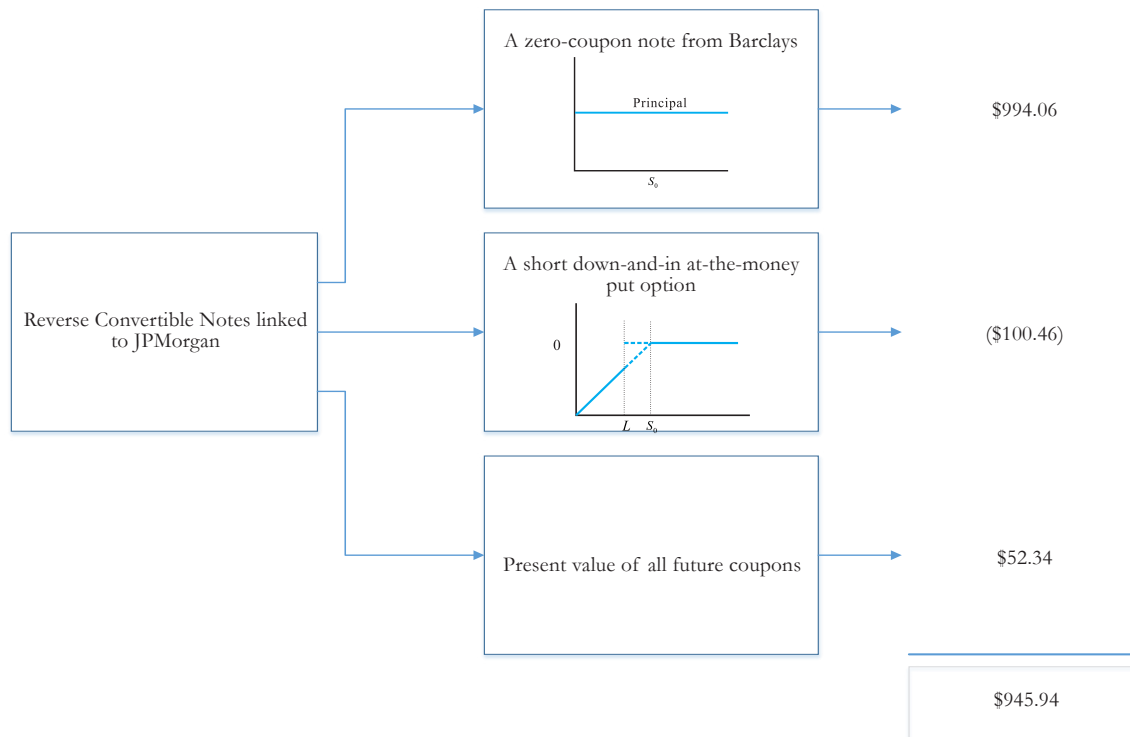 A zero-coupon note from Barclays
Principal
S₀
$994.06
Reverse Convertible Notes linked
to JPMorgan
A short down-and-in at-the-money
put option
0
L S₀
($100.46)
Present value of all future coupons
$52.34
$945.94